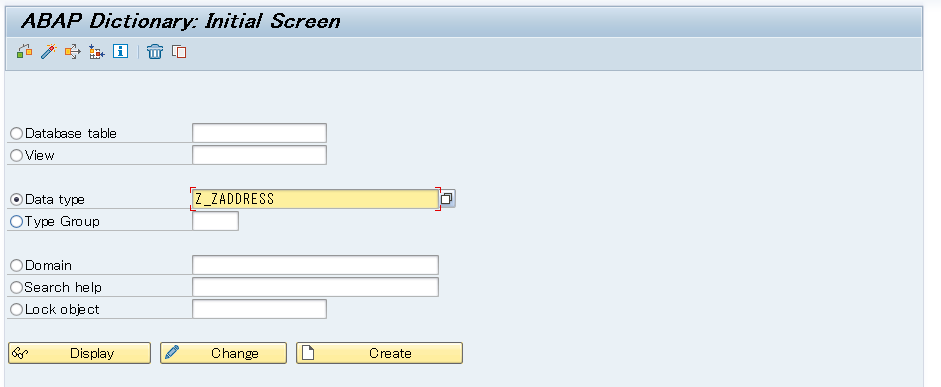 ABAP Dictionary: Initial Screen
Database table
View
Data type Z_ZADDRESS
Type Group
Domain
Search help
Lock object
Display Change Create